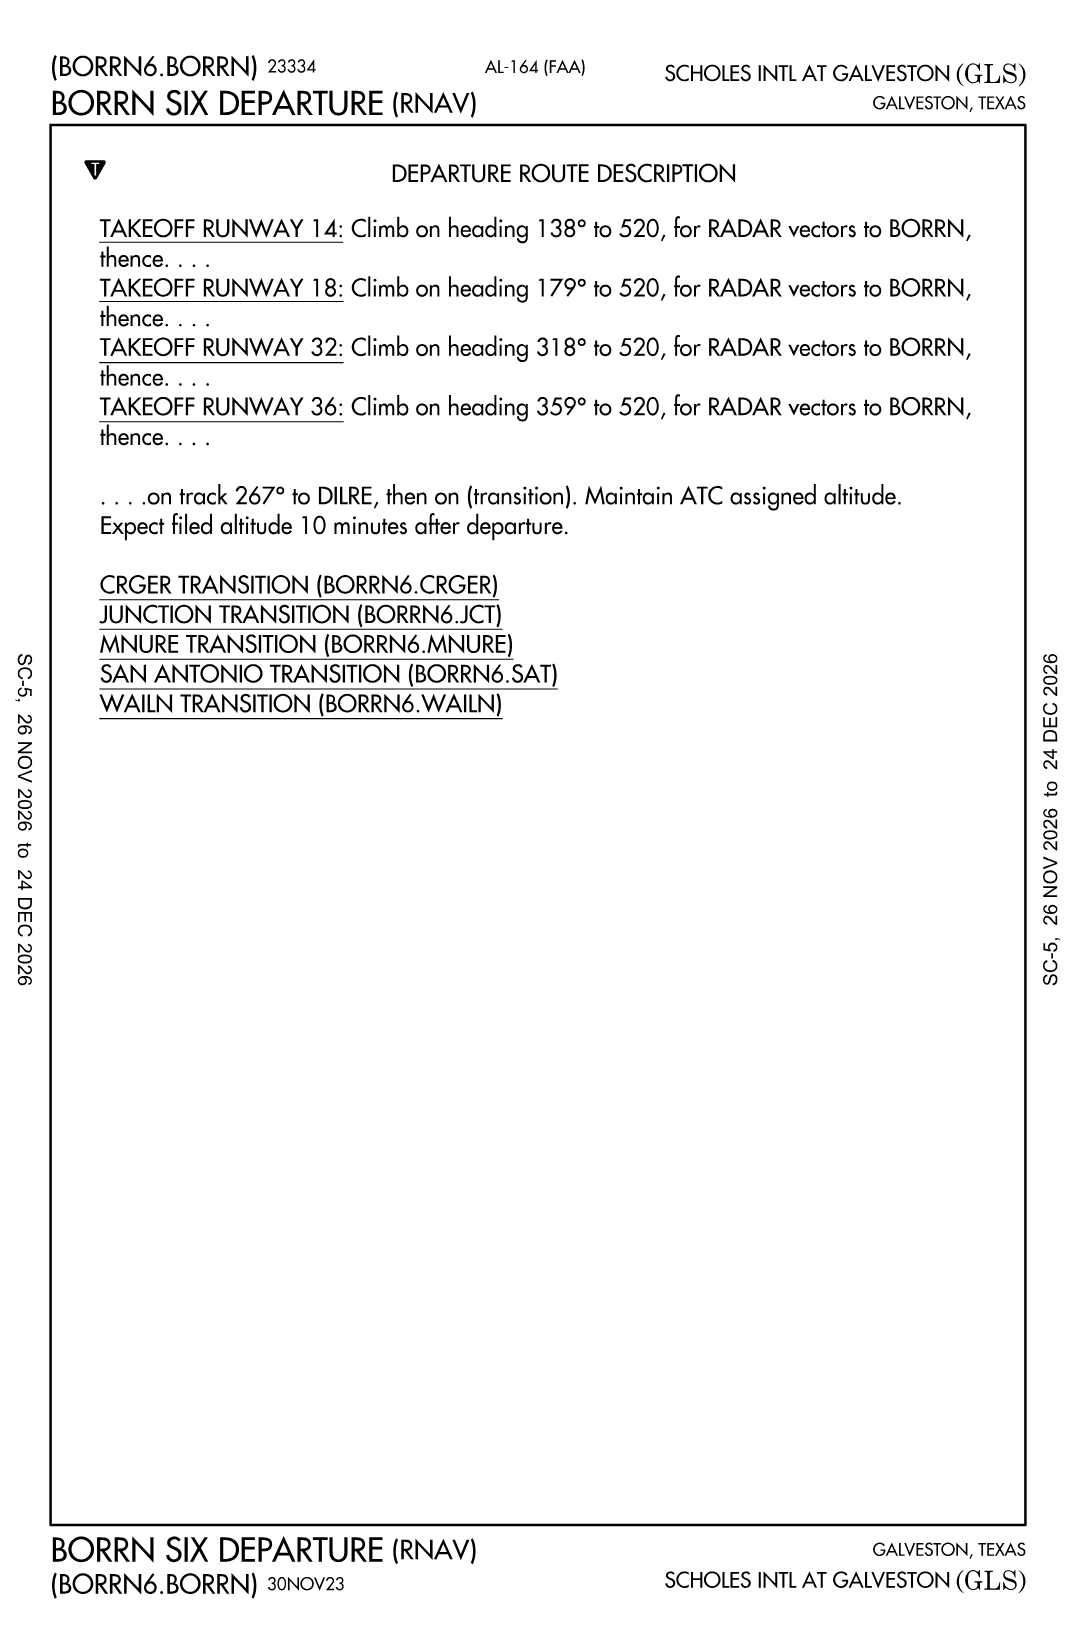 (BORRN6.BORRN) 23334
AL-164 (FAA)
SCHOLES INTL AT GALVESTON (GLS)
BORRN SIX DEPARTURE (RNAV)
GALVESTON, TEXAS
T
DEPARTURE ROUTE DESCRIPTION
TAKEOFF RUNWAY 14: Climb on heading 138° to 520, for RADAR vectors to BORRN,
thence. . . .
TAKEOFF RUNWAY 18: Climb on heading 179° to 520, for RADAR vectors to BORRN,
thence. . . .
TAKEOFF RUNWAY 32: Climb on heading 318° to 520, for RADAR vectors to BORRN,
thence. . . .
TAKEOFF RUNWAY 36: Climb on heading 359° to 520, for RADAR vectors to BORRN,
thence. . . .
. . . .on track 267° to DILRE, then on (transition). Maintain ATC assigned altitude.
Expect filed altitude 10 minutes after departure.
CRGER TRANSITION (BORRN6.CRGER)
JUNCTION TRANSITION (BORRN6.JCT)
MNURE TRANSITION (BORRN6.MNURE)
SAN ANTONIO TRANSITION (BORRN6.SAT)
WAILN TRANSITION (BORRN6.WAILN)
SC-5, 26 NOV 2026 to 24 DEC 2026
SC-5, 26 NOV 2026 to 24 DEC 2026
BORRN SIX DEPARTURE (RNAV)
GALVESTON, TEXAS
(BORRN6.BORRN) 30NOV23
SCHOLES INTL AT GALVESTON (GLS)